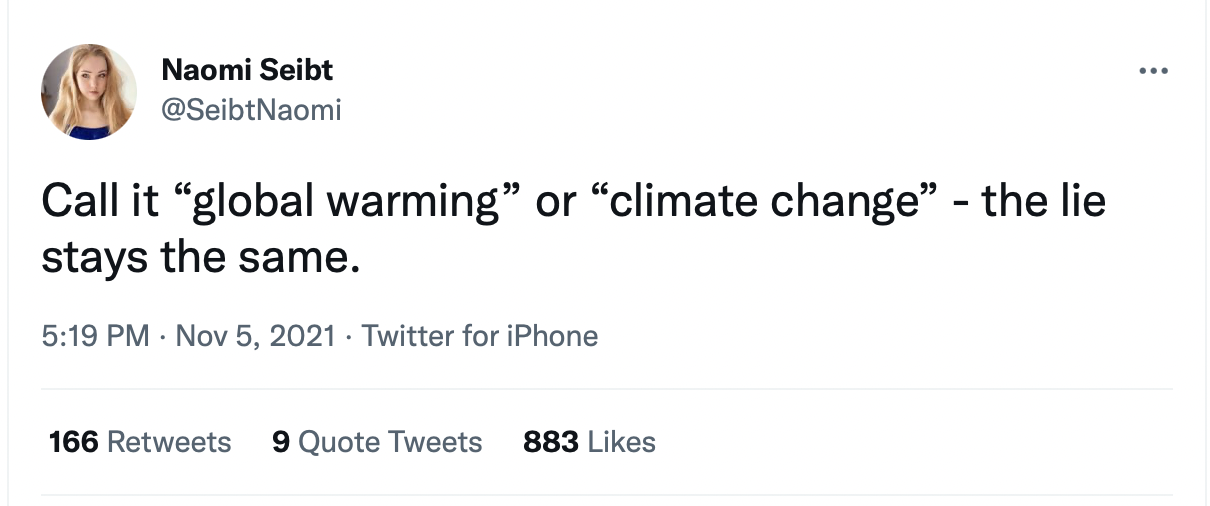 Naomi Seibt
@SeibtNaomi
Call it “global warming” or “climate change” - the lie
stays the same.
5:19 PM · Nov 5, 2021 · Twitter for iPhone
166 Retweets 9 Quote Tweets 883 Likes